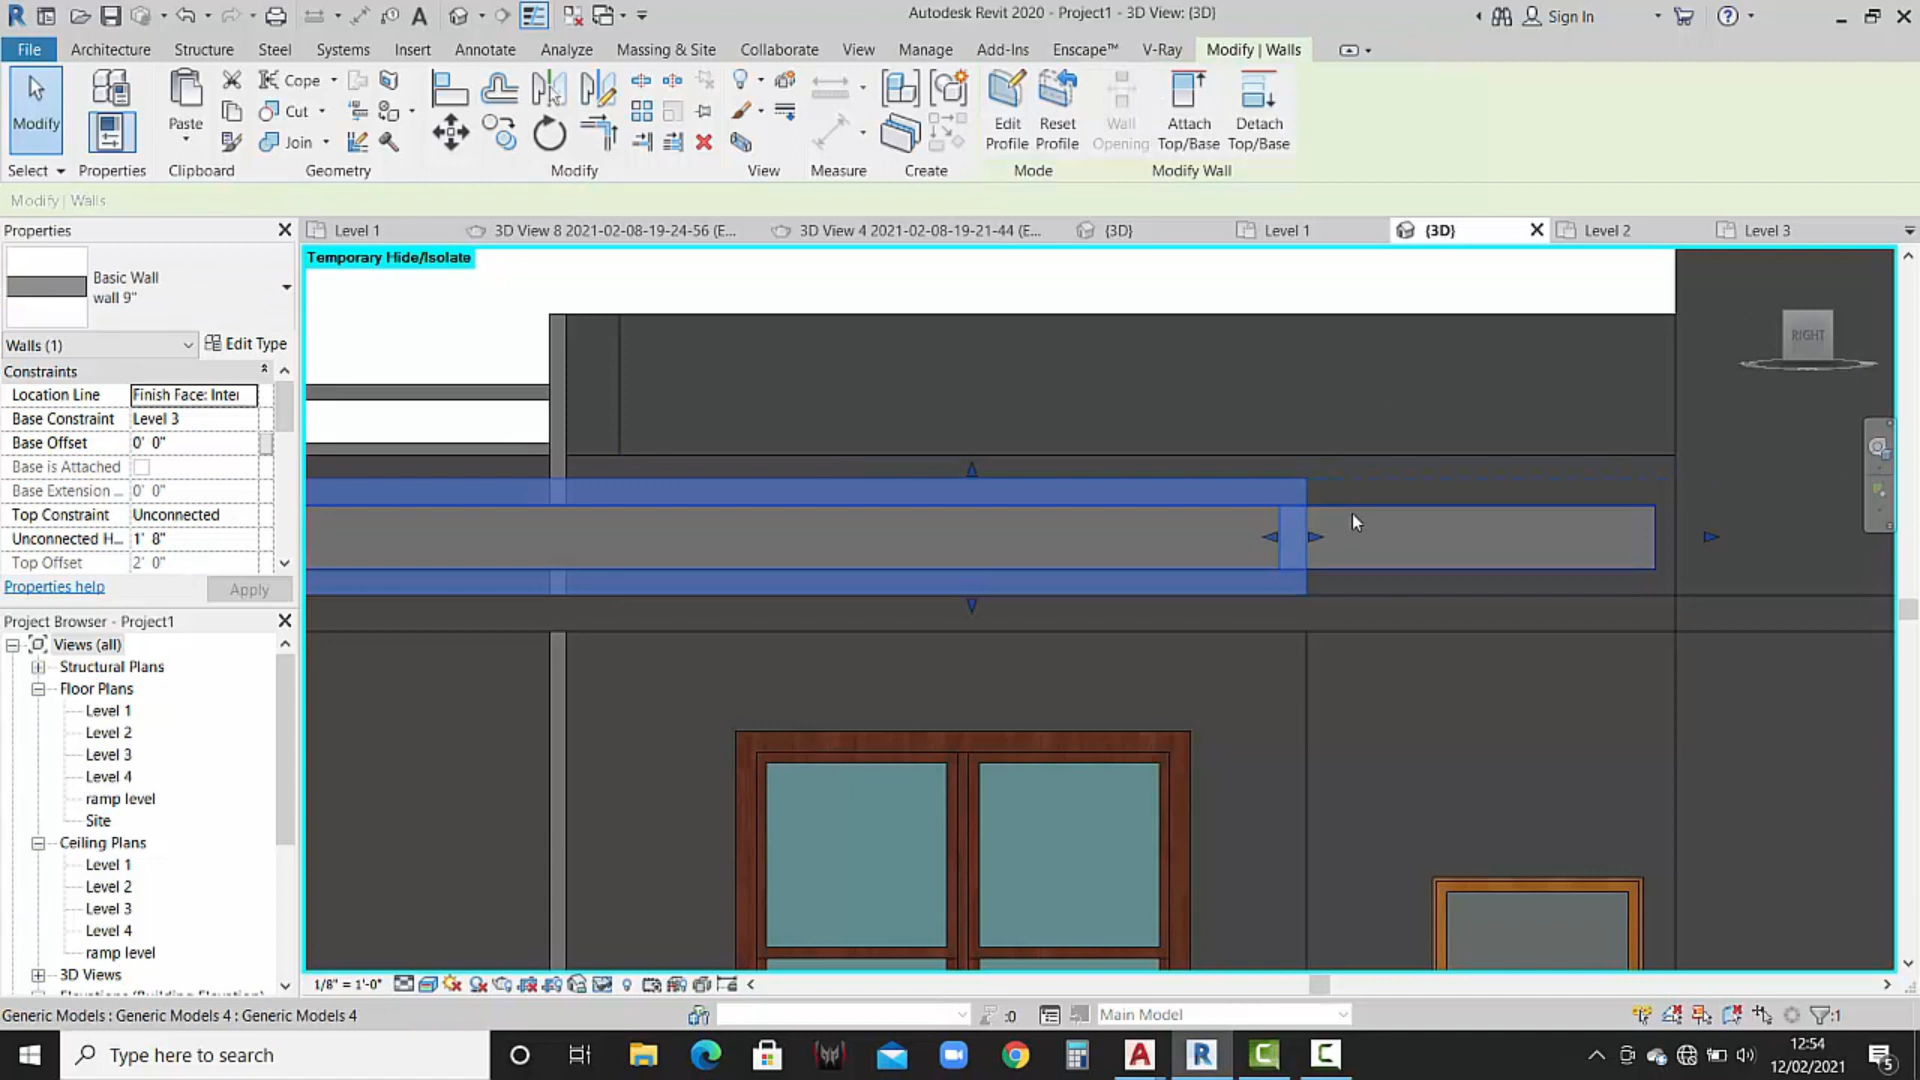 Autodesk Revit 2020 - Project1 - 3D View: {3D}
Sign In
File Architecture Structure Steel Systems Insert Annotate Analyze Massing & Site Collaborate View Manage Add-Ins Enscape™ V-Ray Modify | Walls
Modify
Properties
Paste
Cope
Cut
Join
Edit Profile
Reset Profile
Wall Opening
Attach Top/Base
Detach Top/Base
Select Properties Clipboard Geometry Modify View Measure Create Mode Modify Wall
Modify | Walls
Properties
Level 1
3D View 8 2021-02-08-19-24-56 (E...
3D View 4 2021-02-08-19-21-44 (E...
{3D}
Level 1
{3D}
Level 2
Level 3
Temporary Hide/Isolate
Basic Wall
wall 9"
Walls (1)
Edit Type
Constraints
Location Line Finish Face: Inter
Base Constraint Level 3
Base Offset 0' 0"
Base is Attached
Base Extension ... 0' 0"
Top Constraint Unconnected
Unconnected H... 1' 8"
Top Offset 2' 0"
Properties help
Apply
RIGHT
Project Browser - Project1
Views (all)
Structural Plans
Floor Plans
Level 1
Level 2
Level 3
Level 4
ramp level
Site
Ceiling Plans
Level 1
Level 2
Level 3
Level 4
ramp level
3D Views
Elevations (Building Elevation)
1/8" = 1'-0"
Generic Models : Generic Models 4 : Generic Models 4
:0
Main Model
:1
Type here to search
12:54
12/02/2021
5